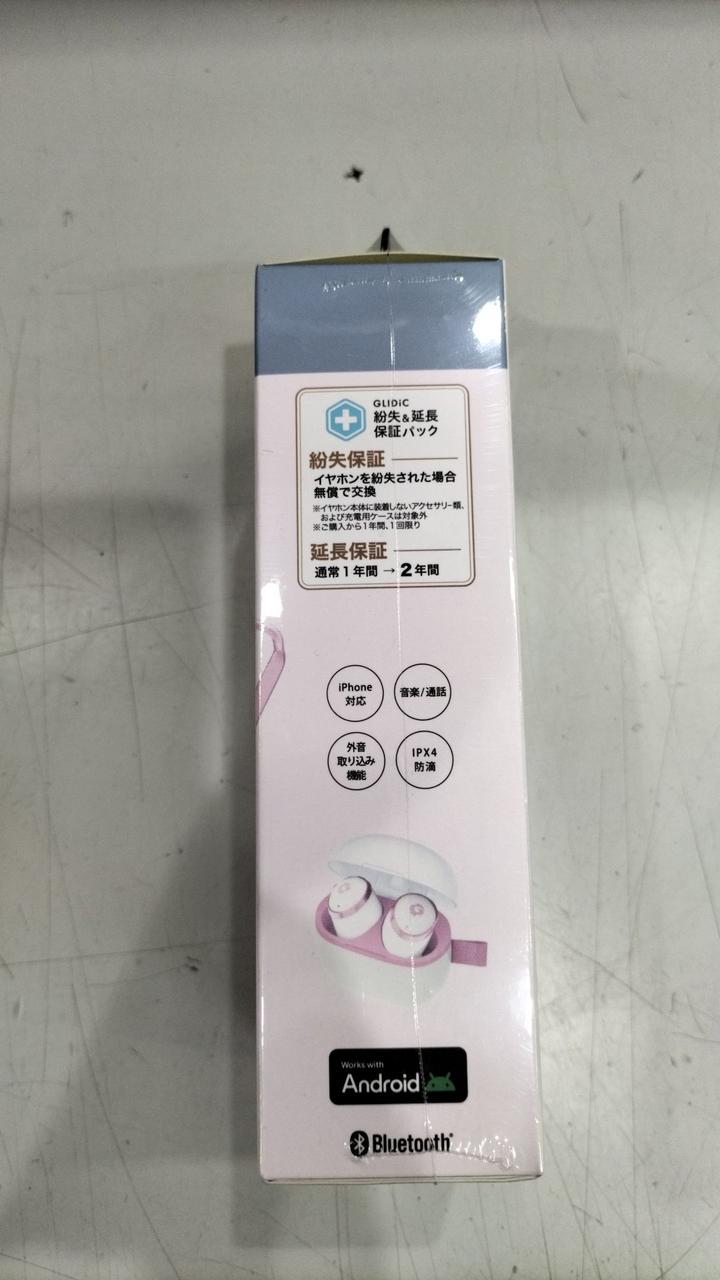 GLIDiC
紛失&延長
保証パック
紛失保証
イヤホンを紛失された場合
無償で交換
※イヤホン本体に装着しないアクセサリー類、
および充電用ケースは対象外
※ご購入から1年間、1回限り
延長保証
通常1年間 → 2年間
iPhone
対応
音楽/通話
外音
取り込み
機能
IPX4
防滴
Works with
Android
Bluetooth®